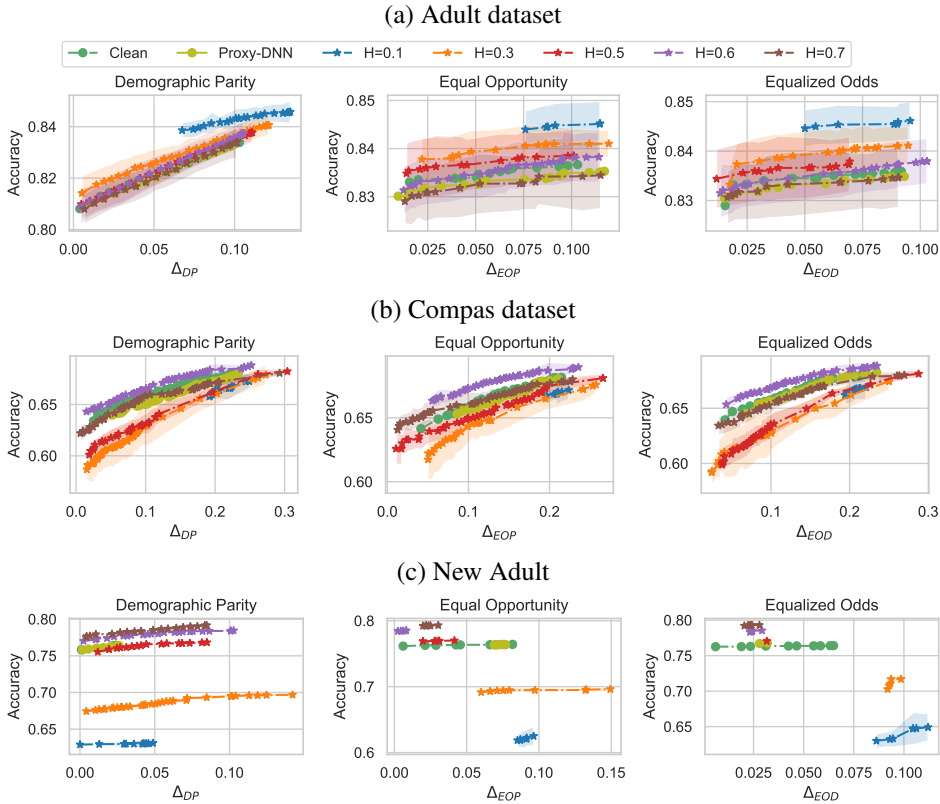 (a) Adult dataset
Clean Proxy-DNN H=0.1 H=0.3 H=0.5 H=0.6 H=0.7
Demographic Parity Equal Opportunity Equalized Odds
Accuracy 0.84 0.82 0.80
0.00 0.05 0.10
Δ_DP
Accuracy 0.85 0.84 0.83
0.025 0.050 0.075 0.100
Δ_EOP
Accuracy 0.85 0.84 0.83
0.025 0.050 0.075 0.100
Δ_EOD
(b) Compas dataset
Demographic Parity Equal Opportunity Equalized Odds
Accuracy 0.65 0.60
0.0 0.1 0.2 0.3
Δ_DP
Accuracy 0.65 0.60
0.0 0.1 0.2
Δ_EOP
Accuracy 0.65 0.60
0.1 0.2 0.3
Δ_EOD
(c) New Adult
Demographic Parity Equal Opportunity Equalized Odds
Accuracy 0.80 0.75 0.70 0.65
0.00 0.05 0.10
Δ_DP
Accuracy 0.8 0.7 0.6
0.00 0.05 0.10 0.15
Δ_EOP
Accuracy 0.80 0.75 0.70 0.65
0.025 0.050 0.075 0.100
Δ_EOD